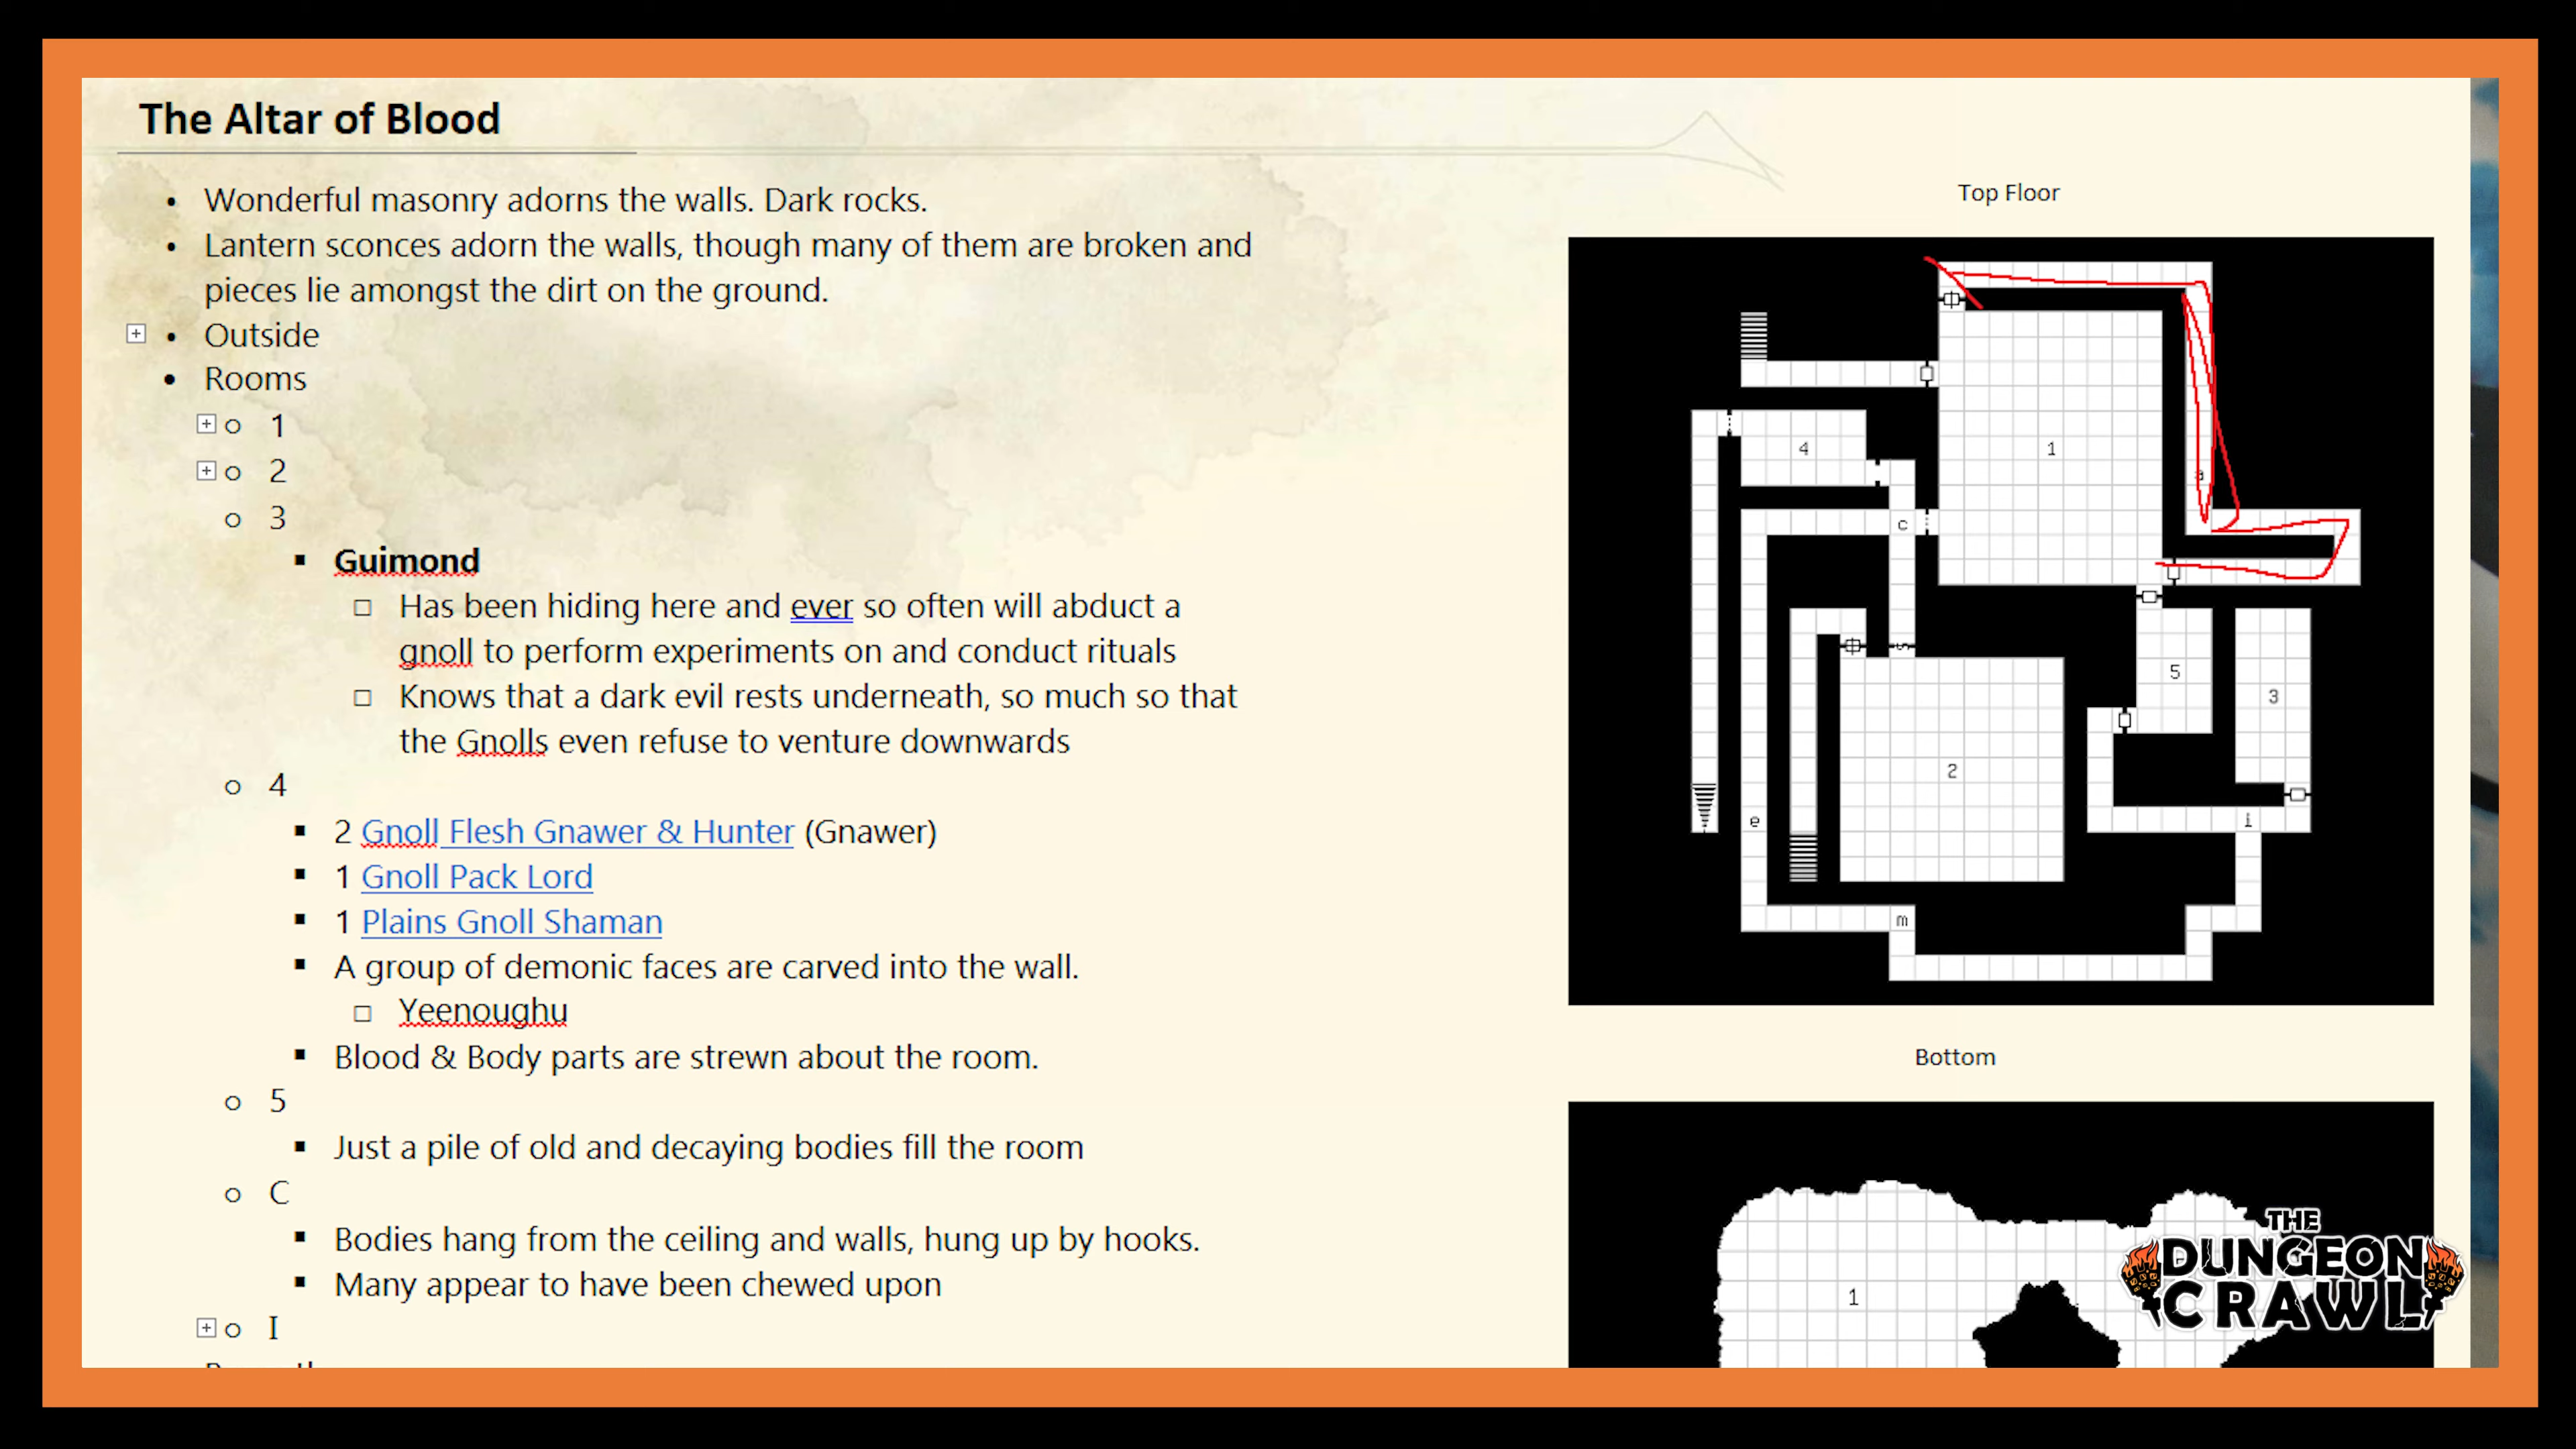 The Altar of Blood
• Wonderful masonry adorns the walls. Dark rocks.
• Lantern sconces adorn the walls, though many of them are broken and
pieces lie amongst the dirt on the ground.
• Outside
• Rooms
○ 1
○ 2
○ 3
▪ Guimond
□ Has been hiding here and ever so often will abduct a
gnoll to perform experiments on and conduct rituals
□ Knows that a dark evil rests underneath, so much so that
the Gnolls even refuse to venture downwards
○ 4
▪ 2 Gnoll Flesh Gnawer & Hunter (Gnawer)
▪ 1 Gnoll Pack Lord
▪ 1 Plains Gnoll Shaman
▪ A group of demonic faces are carved into the wall.
□ Yeenoughu
▪ Blood & Body parts are strewn about the room.
○ 5
▪ Just a pile of old and decaying bodies fill the room
○ C
▪ Bodies hang from the ceiling and walls, hung up by hooks.
▪ Many appear to have been chewed upon
○ I
Top Floor
4
1
c
S
5
3
2
e
i
m
Bottom
1
THE
DUNGEON
CRAWL